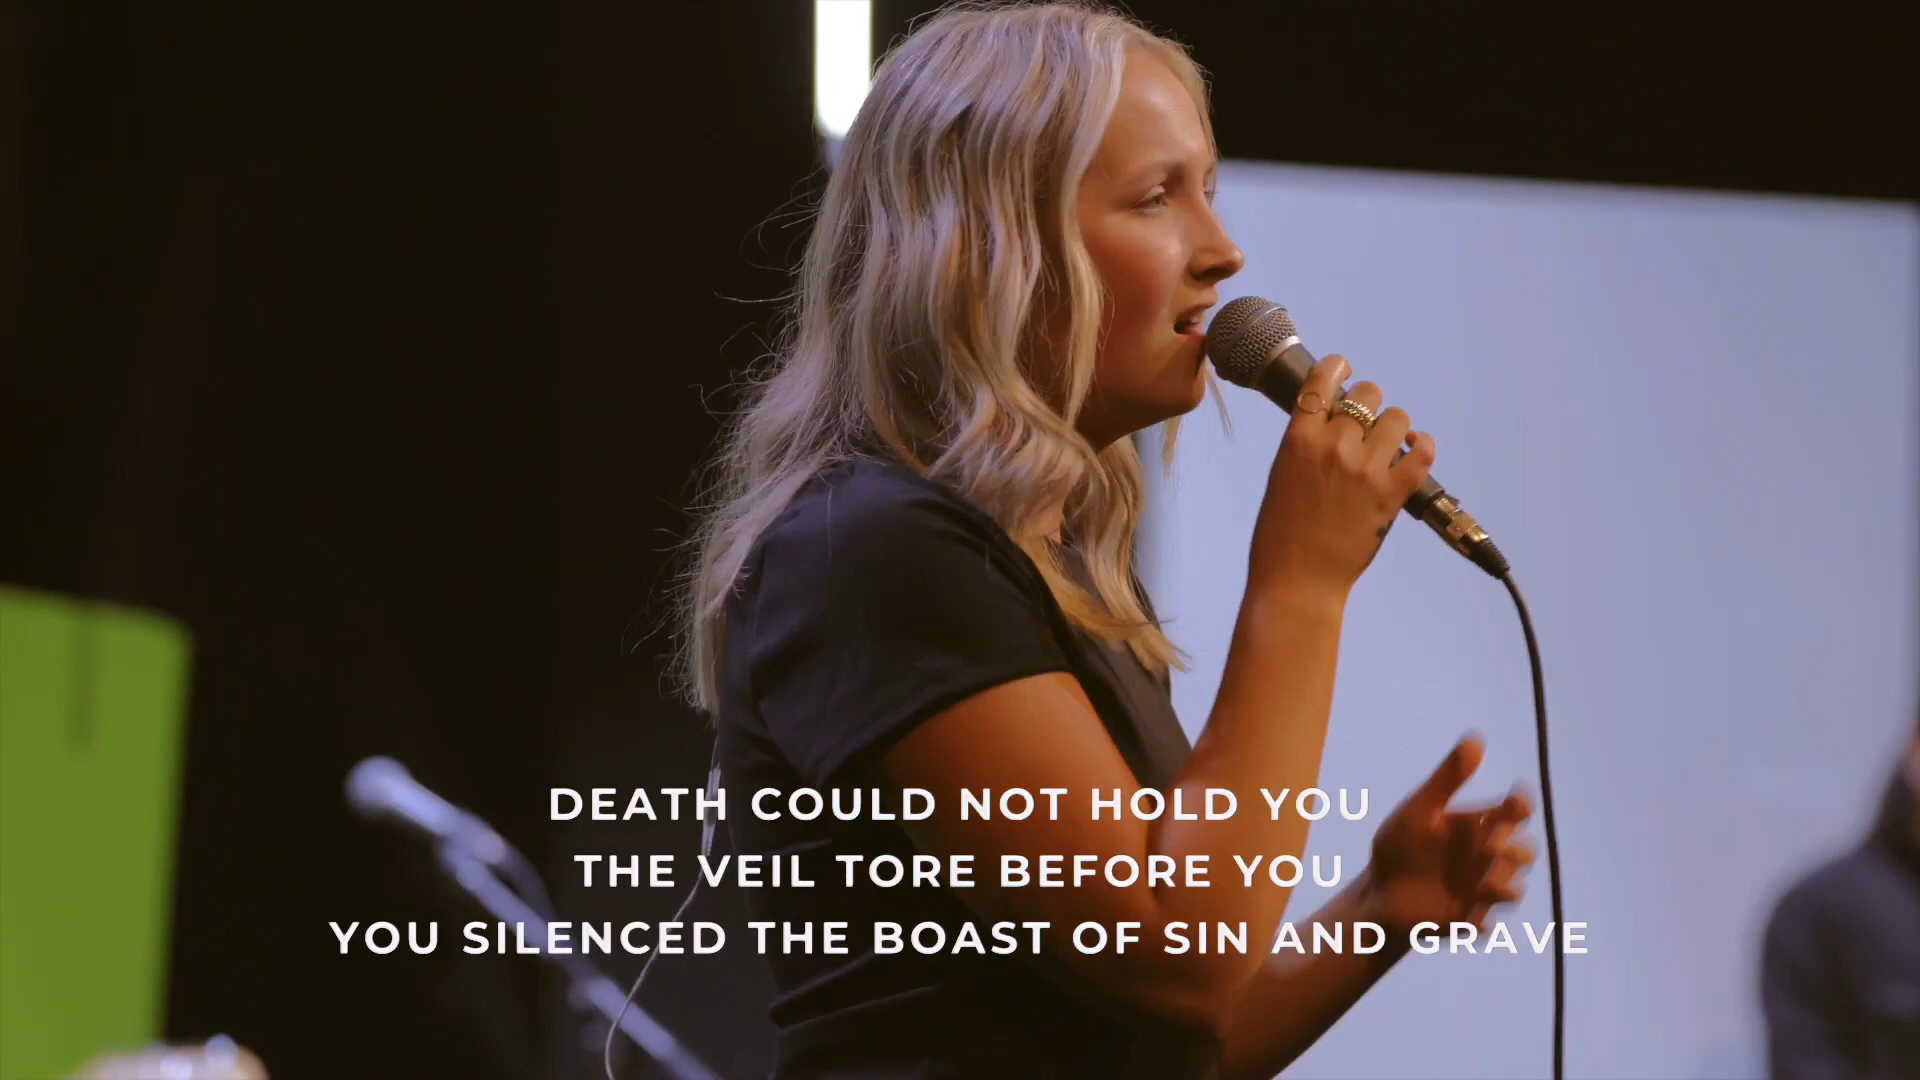 DEATH COULD NOT HOLD YOU
THE VEIL TORE BEFORE YOU
YOU SILENCED THE BOAST OF SIN AND GRAVE